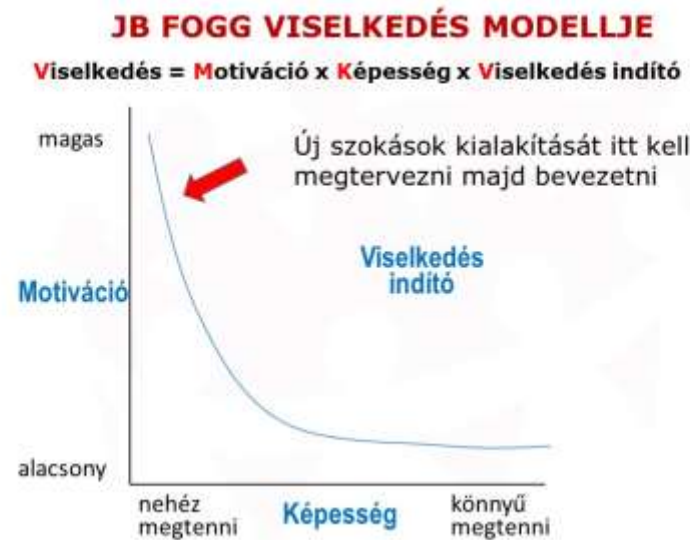 JB FOGG VISELKEDÉS MODELLJE
Viselkedés = Motiváció x Képesség x Viselkedés indító
magas
Új szokások kialakítását itt kell
megtervezni majd bevezetni
Viselkedés
indító
Motiváció
alacsony
nehéz
megtenni
Képesség
könnyű
megtenni